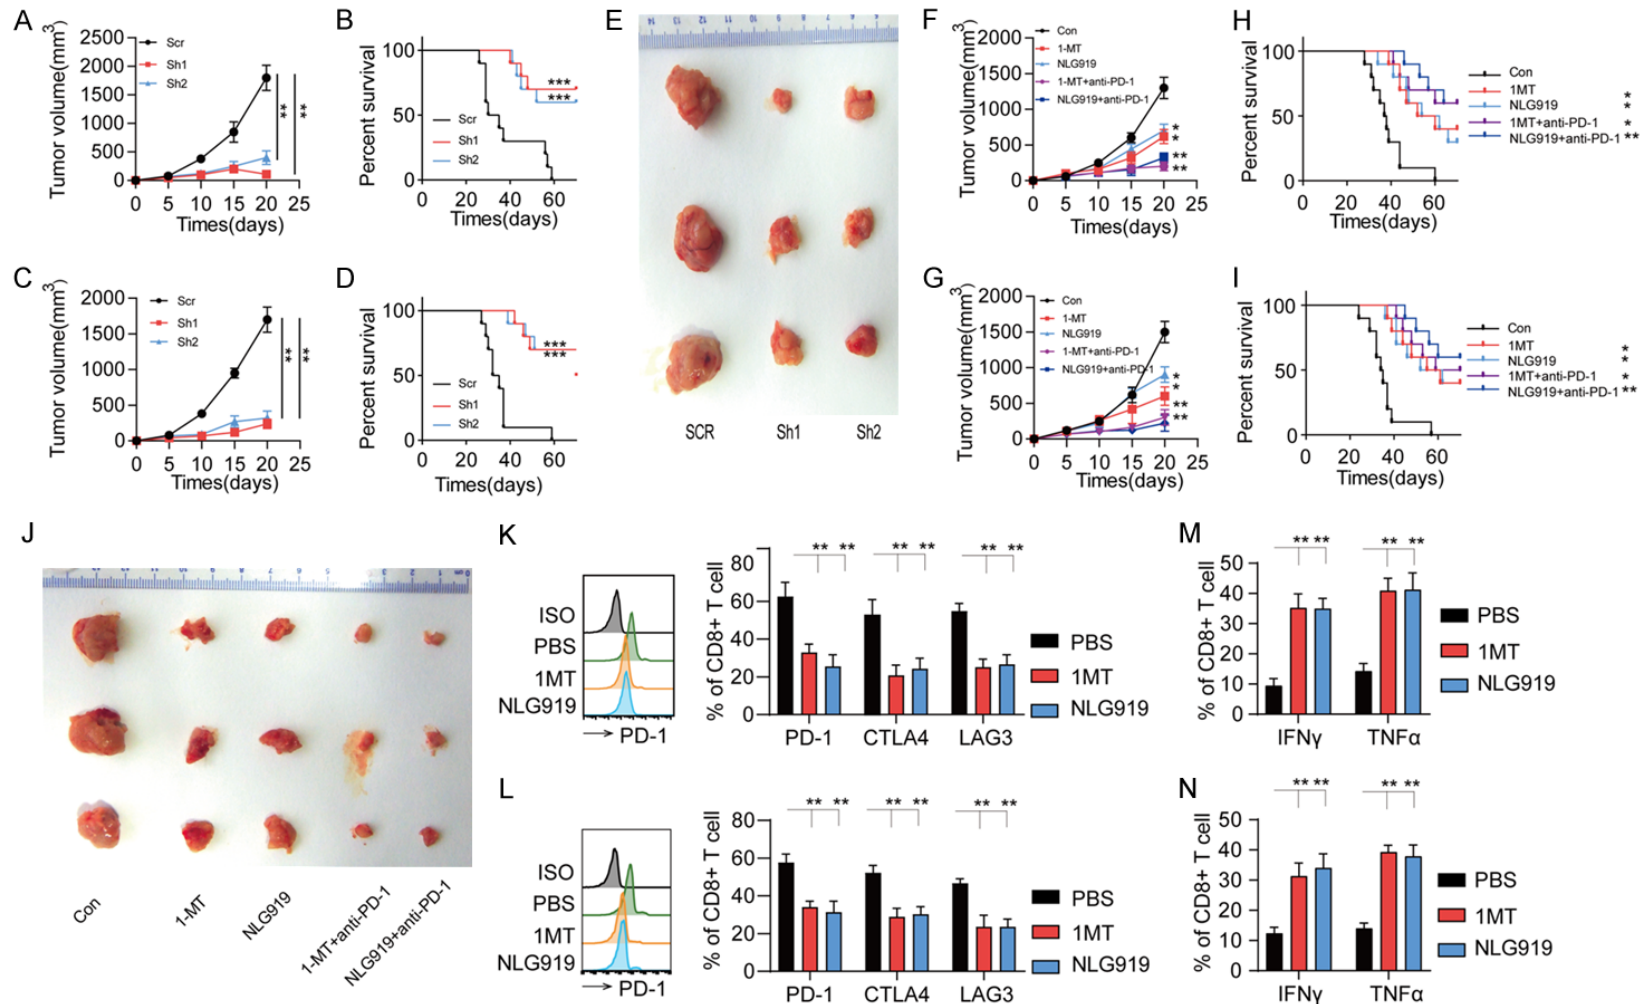 A
Tumor volume(mm3)
2500
2000
1500
1000
500
0
0 5 10 15 20 25
Times(days)
Scr
Sh1
Sh2
**
**
B
Percent survival
100
50
0
0 20 40 60
Times(days)
Scr
Sh1
Sh2
***
***
C
Tumor volume(mm3)
2000
1500
1000
500
0
0 5 10 15 20 25
Times(days)
Scr
Sh1
Sh2
**
**
D
Percent survival
100
50
0
0 20 40 60
Times(days)
Scr
Sh1
Sh2
***
***
E
14 13 12 11 10 9 8 7 6 5 4
SCR Sh1 Sh2
F
Tumor volume(mm3)
2000
1500
1000
500
0
0 5 10 15 20 25
Times(days)
Con
1-MT
NLG919
1-MT+anti-PD-1
NLG919+anti-PD-1
*
*
**
**
G
Tumor volume(mm3)
2000
1500
1000
500
0
0 5 10 15 20 25
Times(days)
Con
1-MT
NLG919
1-MT+anti-PD-1
NLG919+anti-PD-1
*
*
**
**
H
Percent survival
100
50
0
0 20 40 60
Times(days)
Con
1MT *
NLG919 *
1MT+anti-PD-1 *
NLG919+anti-PD-1 **
I
Percent survival
100
50
0
0 20 40 60
Times(days)
Con
1MT *
NLG919 *
1MT+anti-PD-1 *
NLG919+anti-PD-1 **
J
Con
1-MT
NLG919
1-MT+anti-PD-1
NLG919+anti-PD-1
K
ISO
PBS
1MT
NLG919
→ PD-1
% of CD8+ T cell
80
60
40
20
0
** ** ** ** ** **
PD-1 CTLA4 LAG3
PBS
1MT
NLG919
L
ISO
PBS
1MT
NLG919
→ PD-1
% of CD8+ T cell
80
60
40
20
0
** ** ** ** ** **
PD-1 CTLA4 LAG3
PBS
1MT
NLG919
M
% of CD8+ T cell
50
40
30
20
10
0
** ** ** **
IFNγ TNFα
PBS
1MT
NLG919
N
% of CD8+ T cell
50
40
30
20
10
0
** ** ** **
IFNγ TNFα
PBS
1MT
NLG919